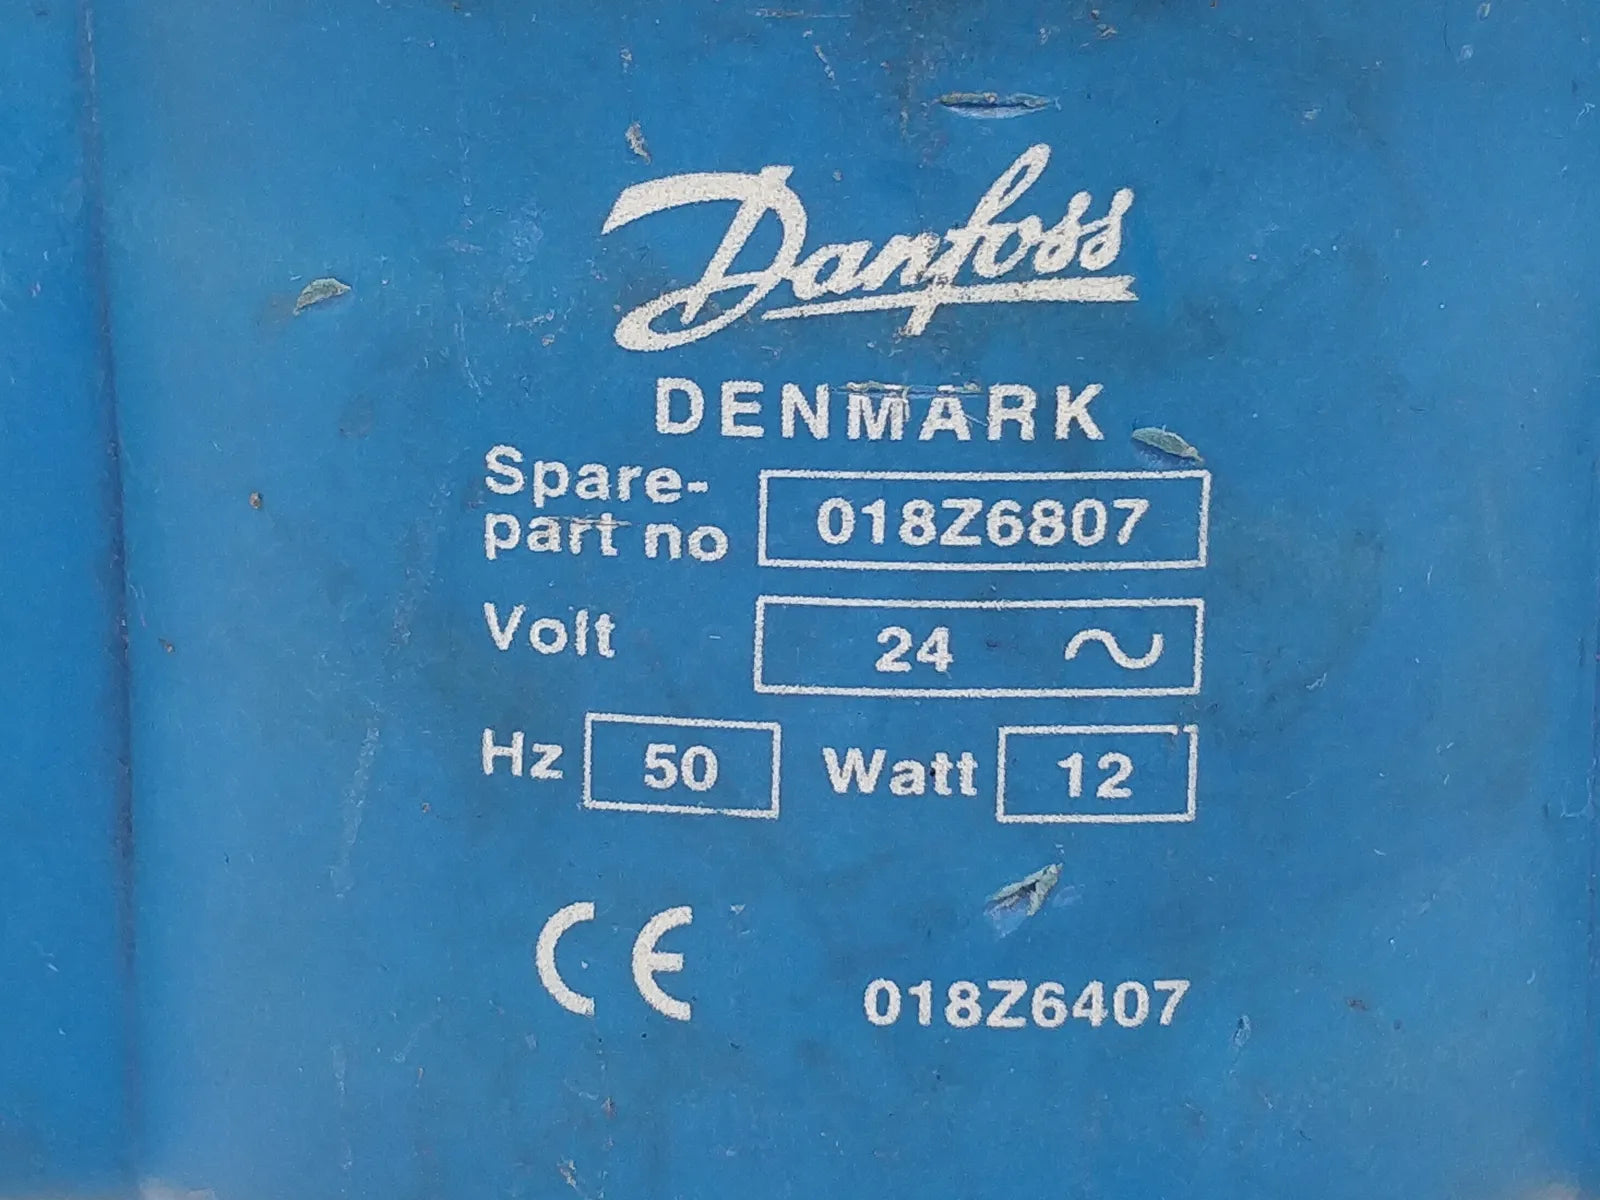 Danfoss
DENMARK
Spare-
part no 018Z6807
Volt 24 ~
Hz 50 Watt 12
CE 018Z6407